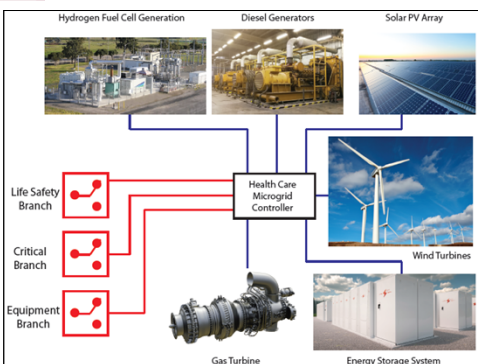 Hydrogen Fuel Cell Generation
Diesel Generators
Solar PV Array
Life Safety
Branch
Health Care
Microgrid
Controller
Critical
Branch
Wind Turbines
Equipment
Branch
Gas Turbine
Energy Storage System